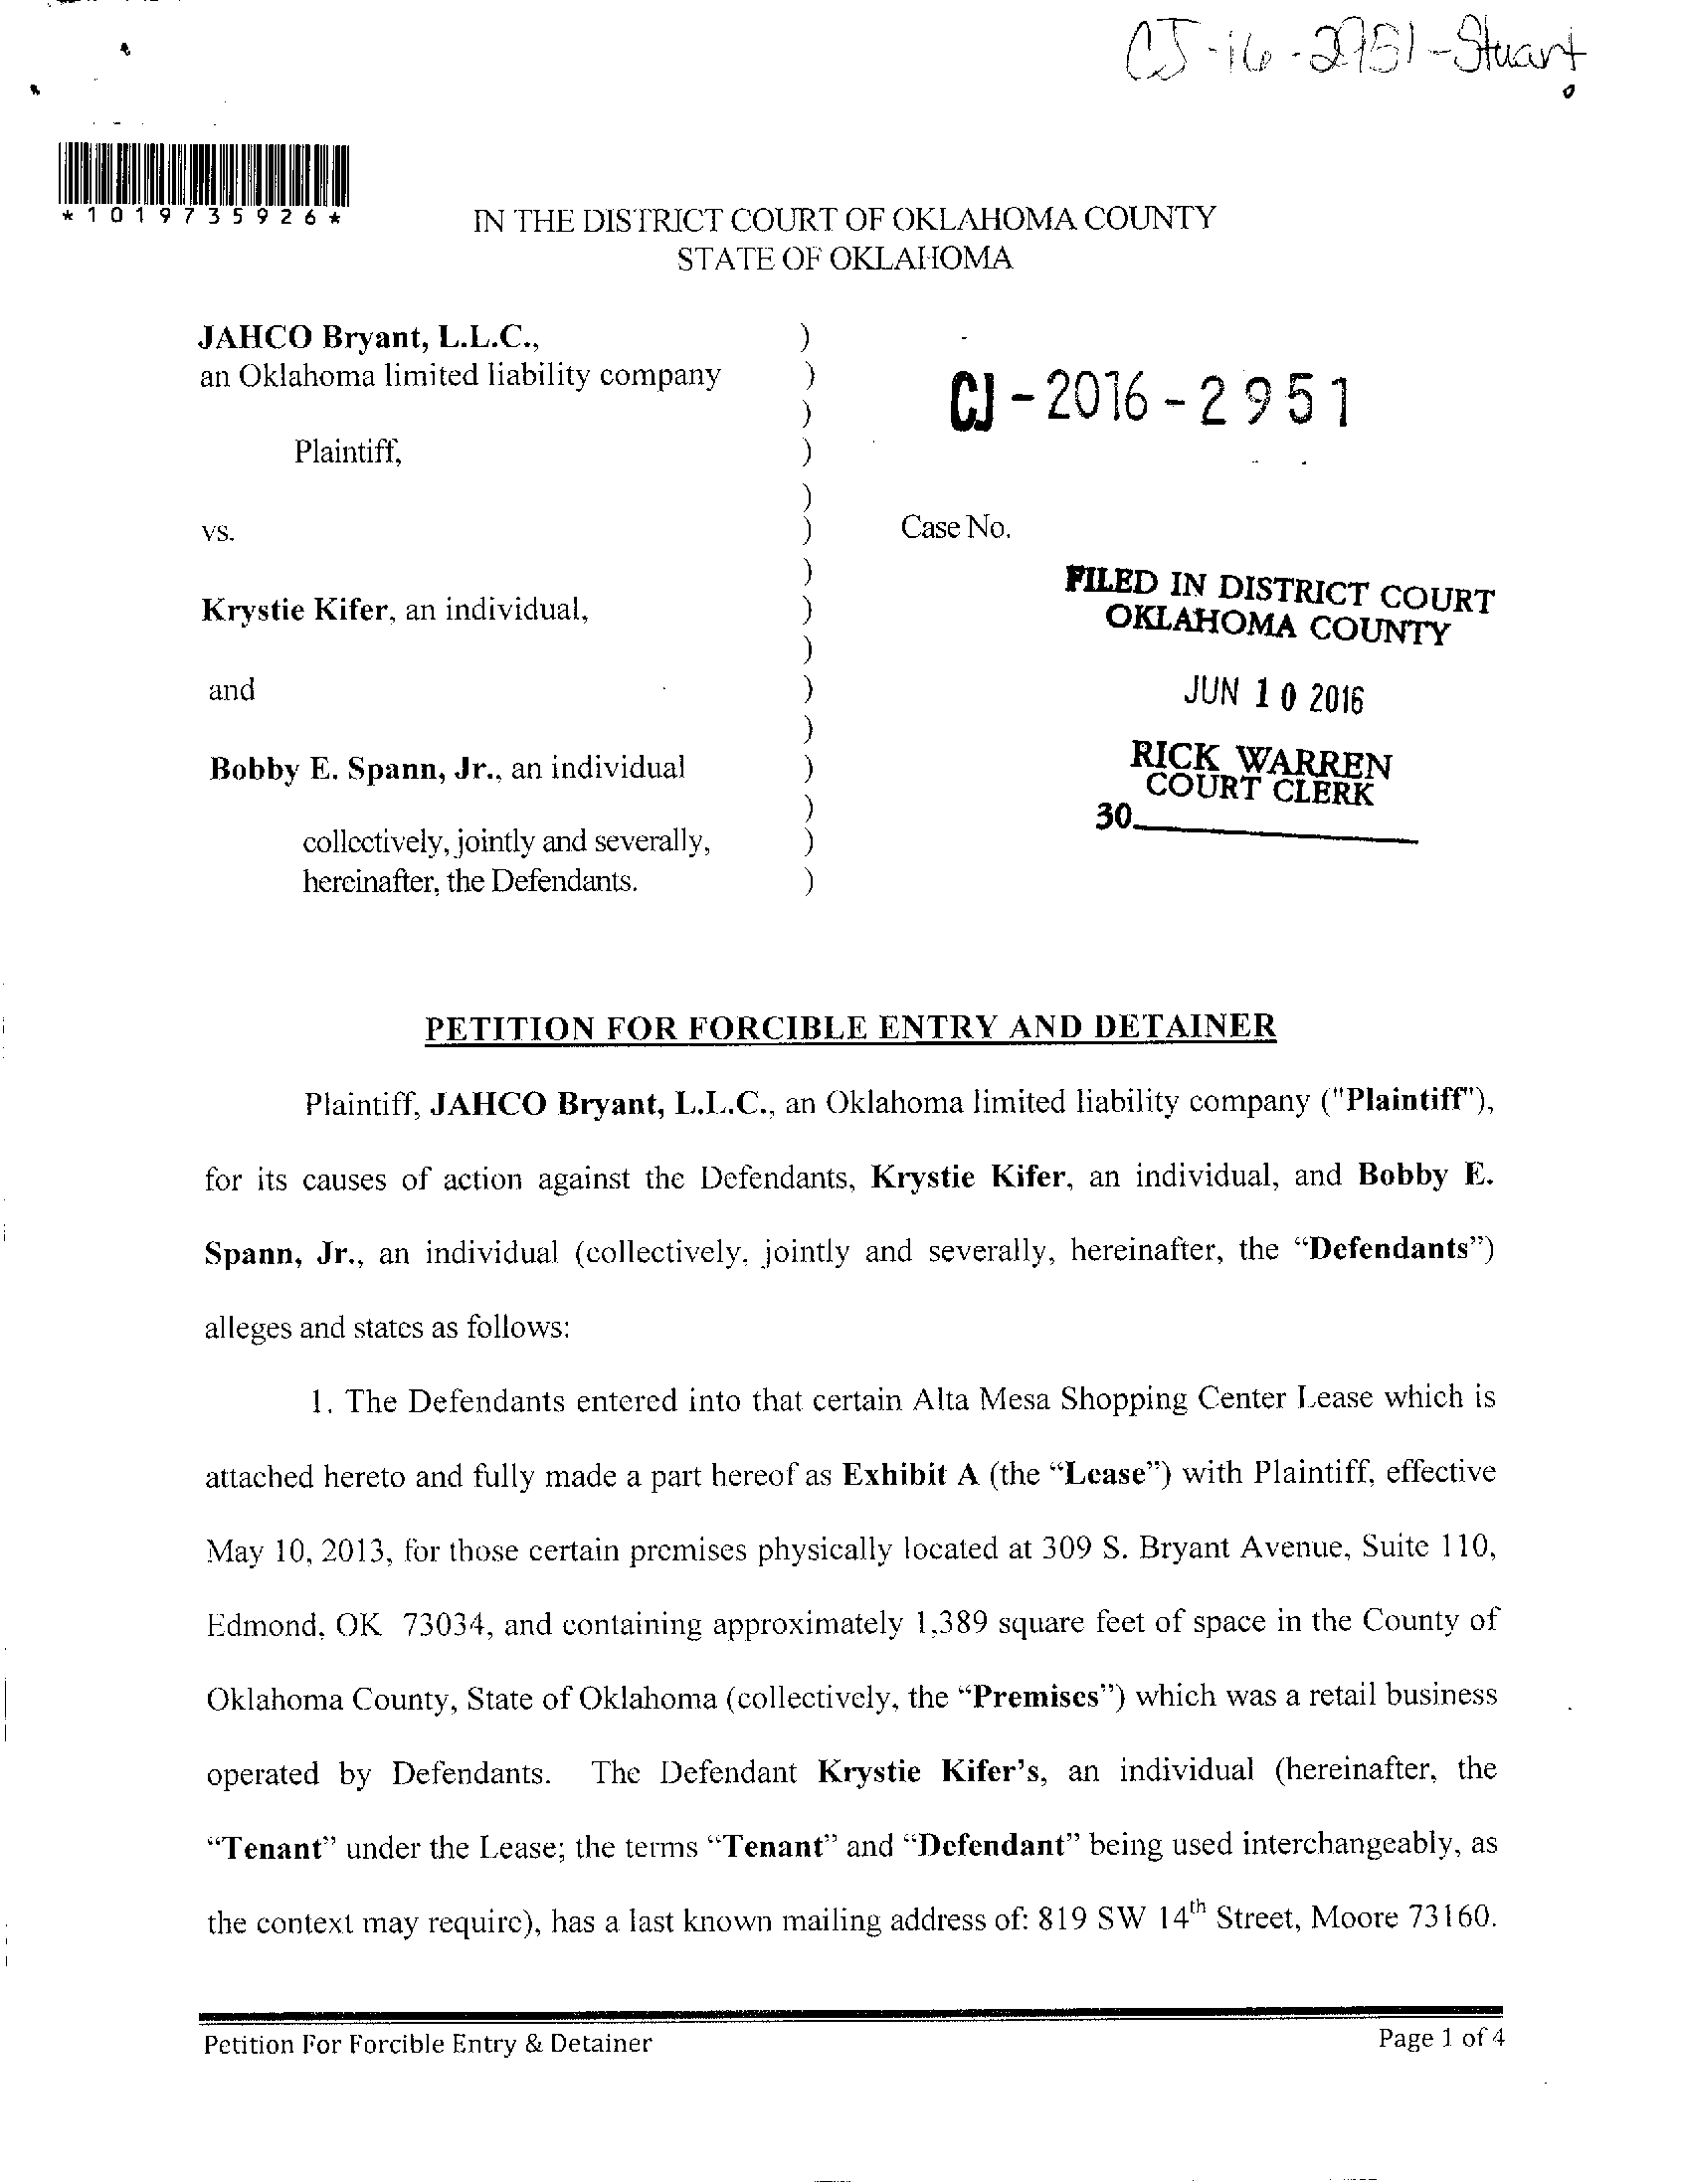 CJ-16-2951-Stuart
*1019735926*
IN THE DISTRICT COURT OF OKLAHOMA COUNTY
STATE OF OKLAHOMA
JAHCO Bryant, L.L.C., )
an Oklahoma limited liability company )
)
CJ-2016-2951
Plaintiff, )
)
vs. ) Case No.
)
FILED IN DISTRICT COURT
OKLAHOMA COUNTY
Krystie Kifer, an individual, )
)
and )
JUN 10 2016
)
RICK WARREN
COURT CLERK
Bobby E. Spann, Jr., an individual )
)
30
collectively, jointly and severally, )
hereinafter, the Defendants. )
PETITION FOR FORCIBLE ENTRY AND DETAINER
Plaintiff, JAHCO Bryant, L.L.C., an Oklahoma limited liability company ("Plaintiff"),
for its causes of action against the Defendants, Krystie Kifer, an individual, and Bobby E.
Spann, Jr., an individual (collectively, jointly and severally, hereinafter, the “Defendants”)
alleges and states as follows:
1. The Defendants entered into that certain Alta Mesa Shopping Center Lease which is
attached hereto and fully made a part hereof as Exhibit A (the “Lease”) with Plaintiff, effective
May 10, 2013, for those certain premises physically located at 309 S. Bryant Avenue, Suite 110,
Edmond, OK 73034, and containing approximately 1,389 square feet of space in the County of
Oklahoma County, State of Oklahoma (collectively, the “Premises”) which was a retail business
operated by Defendants. The Defendant Krystie Kifer’s, an individual (hereinafter, the
“Tenant” under the Lease; the terms “Tenant” and “Defendant” being used interchangeably, as
the context may require), has a last known mailing address of: 819 SW 14th Street, Moore 73160.
Petition For Forcible Entry & Detainer Page 1 of 4